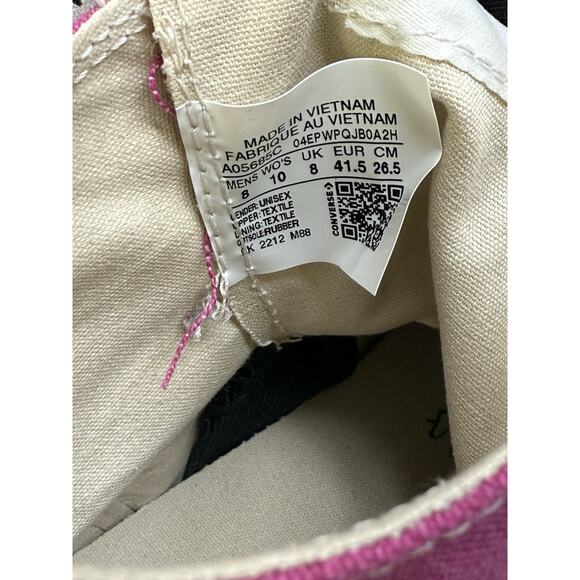 MADE IN VIETNAM
FABRIQUE AU VIETNAM
A05685C 04EPWPQJB0A2H
MENS WO'S UK EUR CM
8 10 8 41.5 26.5
ENDER: UNISEX
UPPER: TEXTILE
LINING: TEXTILE
OUTSOLE: RUBBER
K 2212 M88
CONVERSE